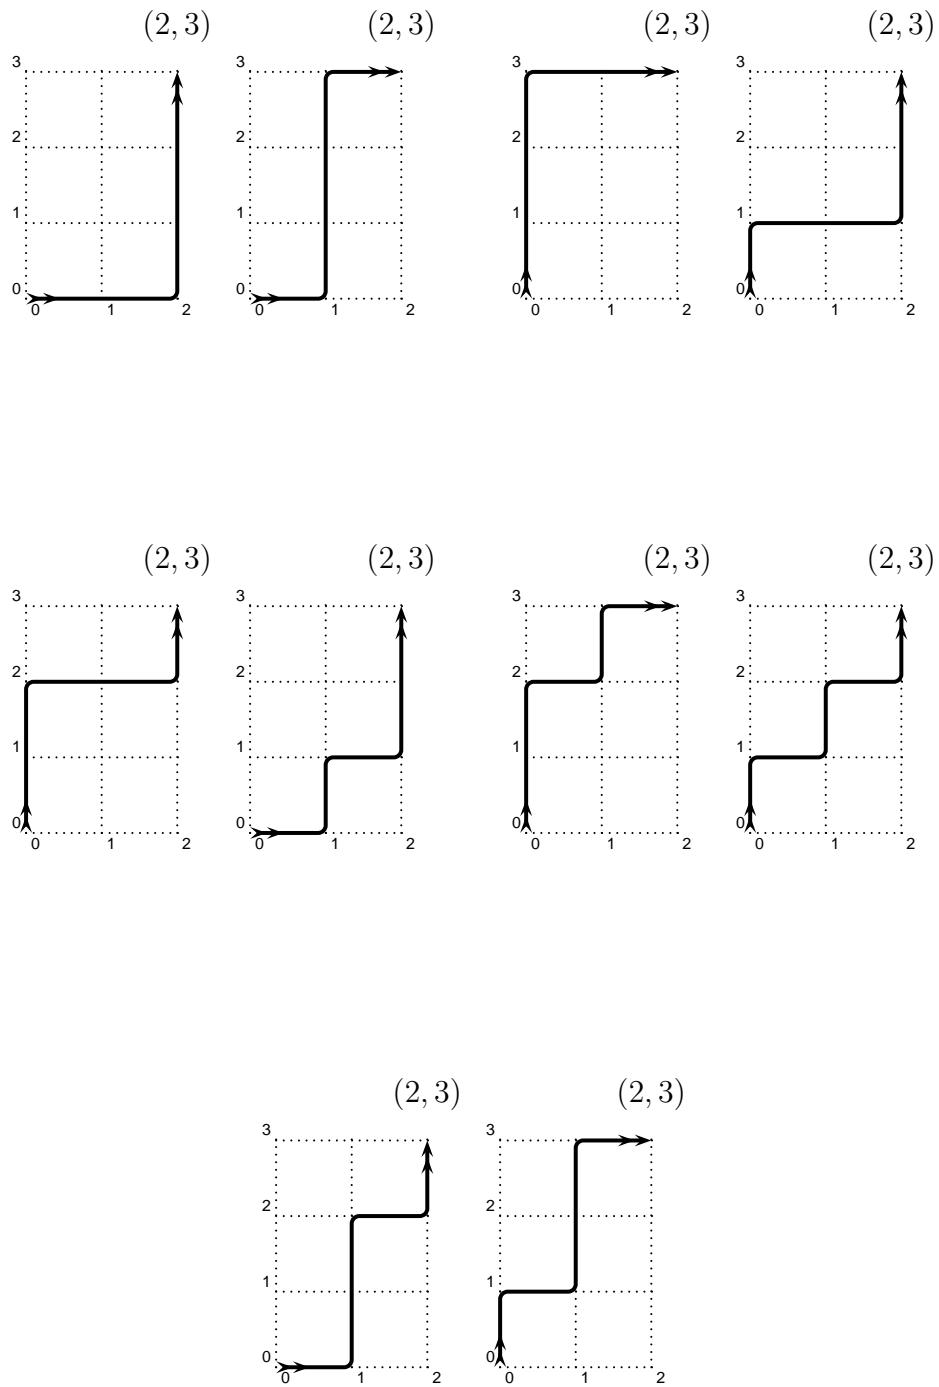 (2, 3) (2, 3) (2, 3) (2, 3)
3 3 3 3
2 2 2 2
1 1 1 1
0 0 0 0
0 1 2 0 1 2 0 1 2 0 1 2
(2, 3) (2, 3) (2, 3) (2, 3)
3 3 3 3
2 2 2 2
1 1 1 1
0 0 0 0
0 1 2 0 1 2 0 1 2 0 1 2
(2, 3) (2, 3)
3 3
2 2
1 1
0 0
0 1 2 0 1 2